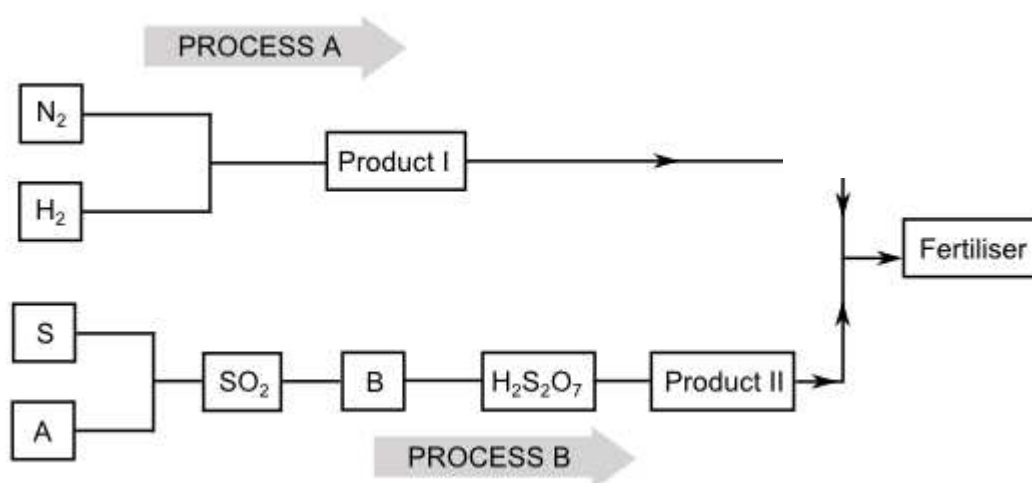 PROCESS A
N₂
Product I
H₂
Fertiliser
S
SO₂
B
H₂S₂O₇
Product II
A
PROCESS B